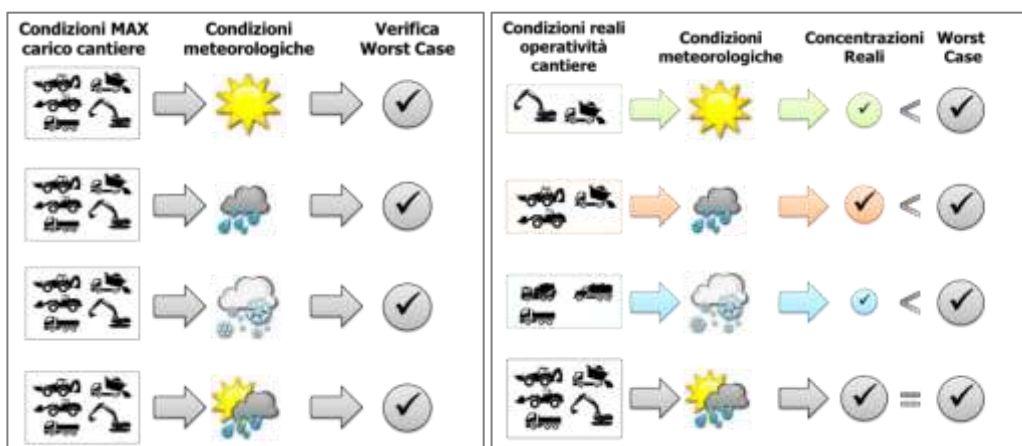 Condizioni MAX
carico cantiere
Condizioni
meteorologiche
Verifica
Worst Case
Condizioni reali
operatività
cantiere
Condizioni
meteorologiche
Concentrazioni
Reali
Worst
Case
<
<
<
=